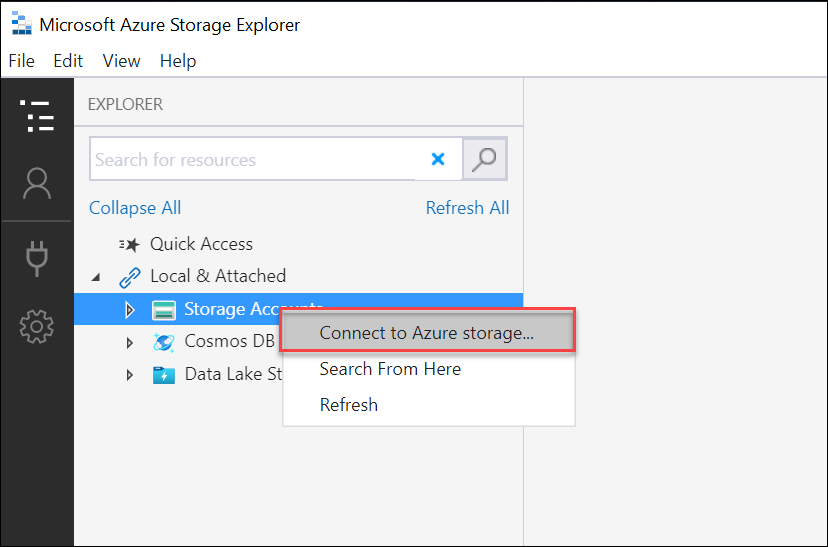 Microsoft Azure Storage Explorer
File Edit View Help
EXPLORER
Search for resources
Collapse All Refresh All
Quick Access
Local & Attached
Storage Accounts
Connect to Azure storage...
Cosmos DB
Search From Here
Data Lake St
Refresh